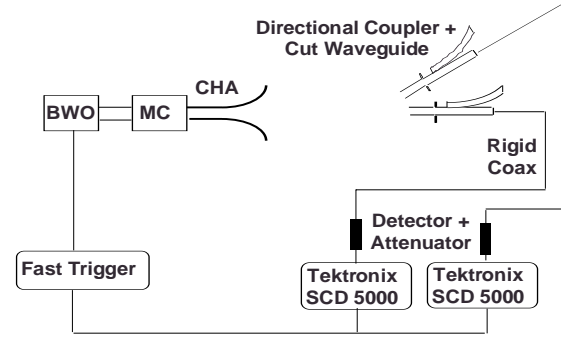 Directional Coupler +
Cut Waveguide
CHA
BWO
MC
Rigid
Coax
Detector +
Attenuator
Fast Trigger
Tektronix
SCD 5000
Tektronix
SCD 5000